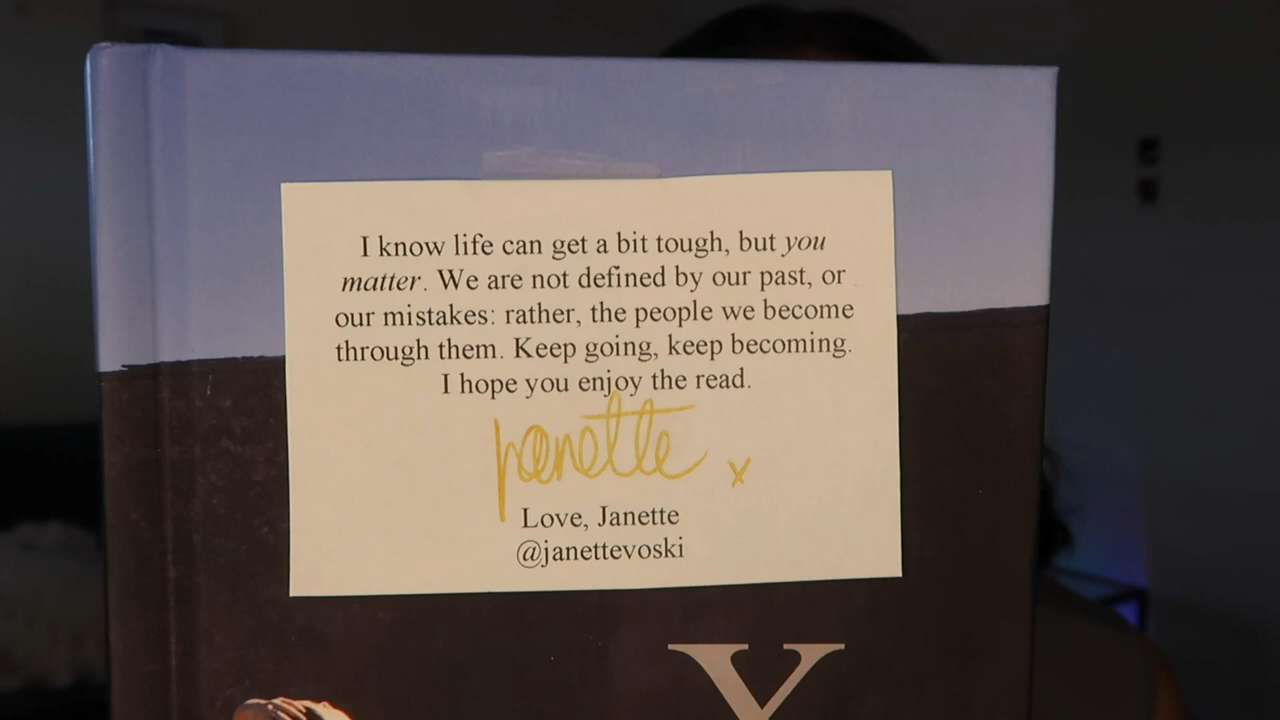 I know life can get a bit tough, but you
matter. We are not defined by our past, or
our mistakes: rather, the people we become
through them. Keep going, keep becoming.
I hope you enjoy the read.
Janette x
Love, Janette
@janettevoski
Y